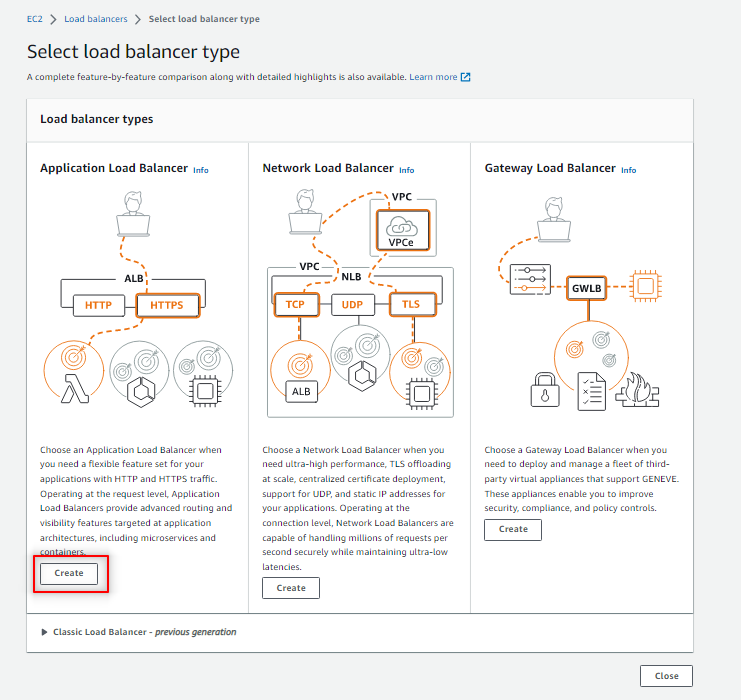 EC2 > Load balancers > Select load balancer type
Select load balancer type
A complete feature-by-feature comparison along with detailed highlights is also available. Learn more
Load balancer types
Application Load Balancer Info
ALB
HTTP
HTTPS
Choose an Application Load Balancer when
you need a flexible feature set for your
applications with HTTP and HTTPS traffic.
Operating at the request level, Application
Load Balancers provide advanced routing and
visibility features targeted at application
architectures, including microservices and
containers.
Create
Network Load Balancer Info
VPC
VPCe
VPC
NLB
TCP
UDP
TLS
ALB
Choose a Network Load Balancer when you
need ultra-high performance, TLS offloading
at scale, centralized certificate deployment,
support for UDP, and static IP addresses for
your applications. Operating at the
connection level, Network Load Balancers are
capable of handling millions of requests per
second securely while maintaining ultra-low
latencies.
Create
Gateway Load Balancer Info
GWLB
Choose a Gateway Load Balancer when you
need to deploy and manage a fleet of third-
party virtual appliances that support GENEVE.
These appliances enable you to improve
security, compliance, and policy controls.
Create
Classic Load Balancer - previous generation
Close